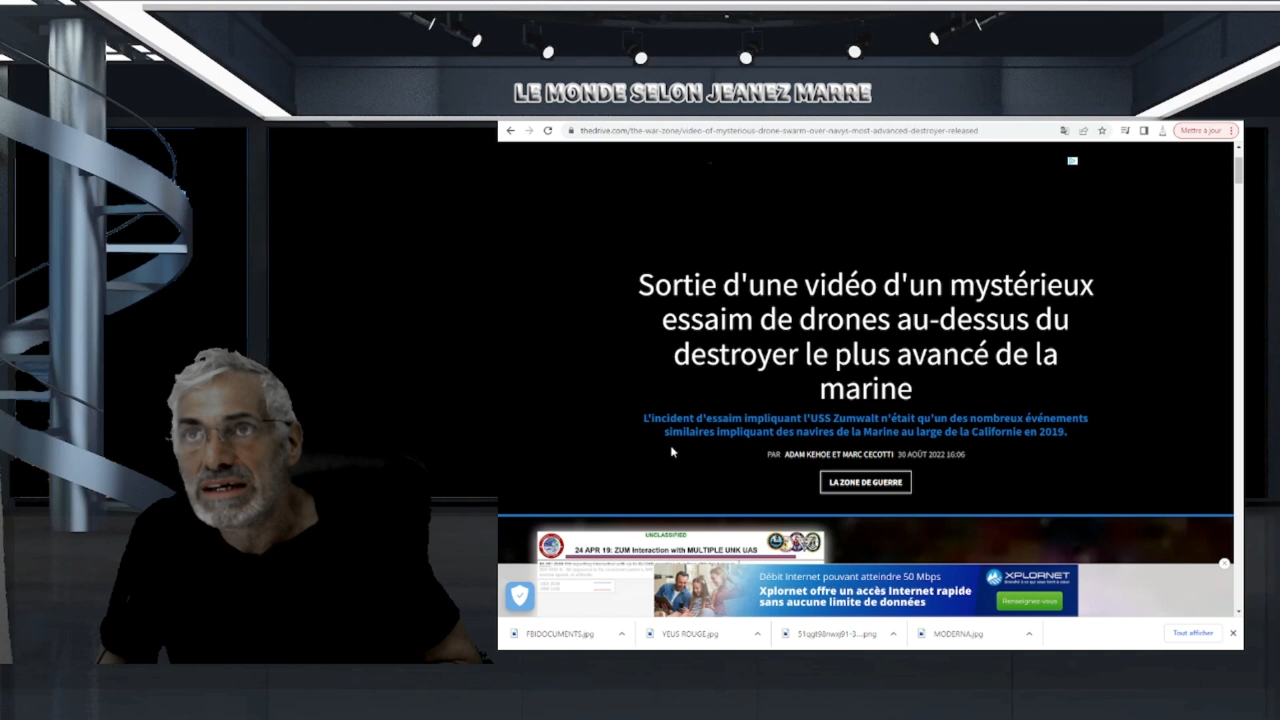 LE MONDE SELON JEANEZ MARRE
thedrive.com/the-war-zone/video-of-mysterious-drone-swarm-over-navys-most-advanced-destroyer-released
Mettre à jour
Sortie d'une vidéo d'un mystérieux
essaim de drones au-dessus du
destroyer le plus avancé de la
marine
L'incident d'essaim impliquant l'USS Zumwalt n'était qu'un des nombreux événements
similaires impliquant des navires de la Marine au large de la Californie en 2019.
PAR ADAM KEHOE ET MARC CECOTTI 30 AOÛT 2022 16:06
LA ZONE DE GUERRE
UNCLASSIFIED
24 APR 19: ZUM Interaction with MULTIPLE UNK UAS
Débit Internet pouvant atteindre 50 Mbps
Xplornet offre un accès Internet rapide
sans aucune limite de données
XPLORNET
Renseignez-vous
FBIDOCUMENTS.jpg
YEUS ROUGE.jpg
51qgt98nwxj91-3....png
MODERNA.jpg
Tout afficher